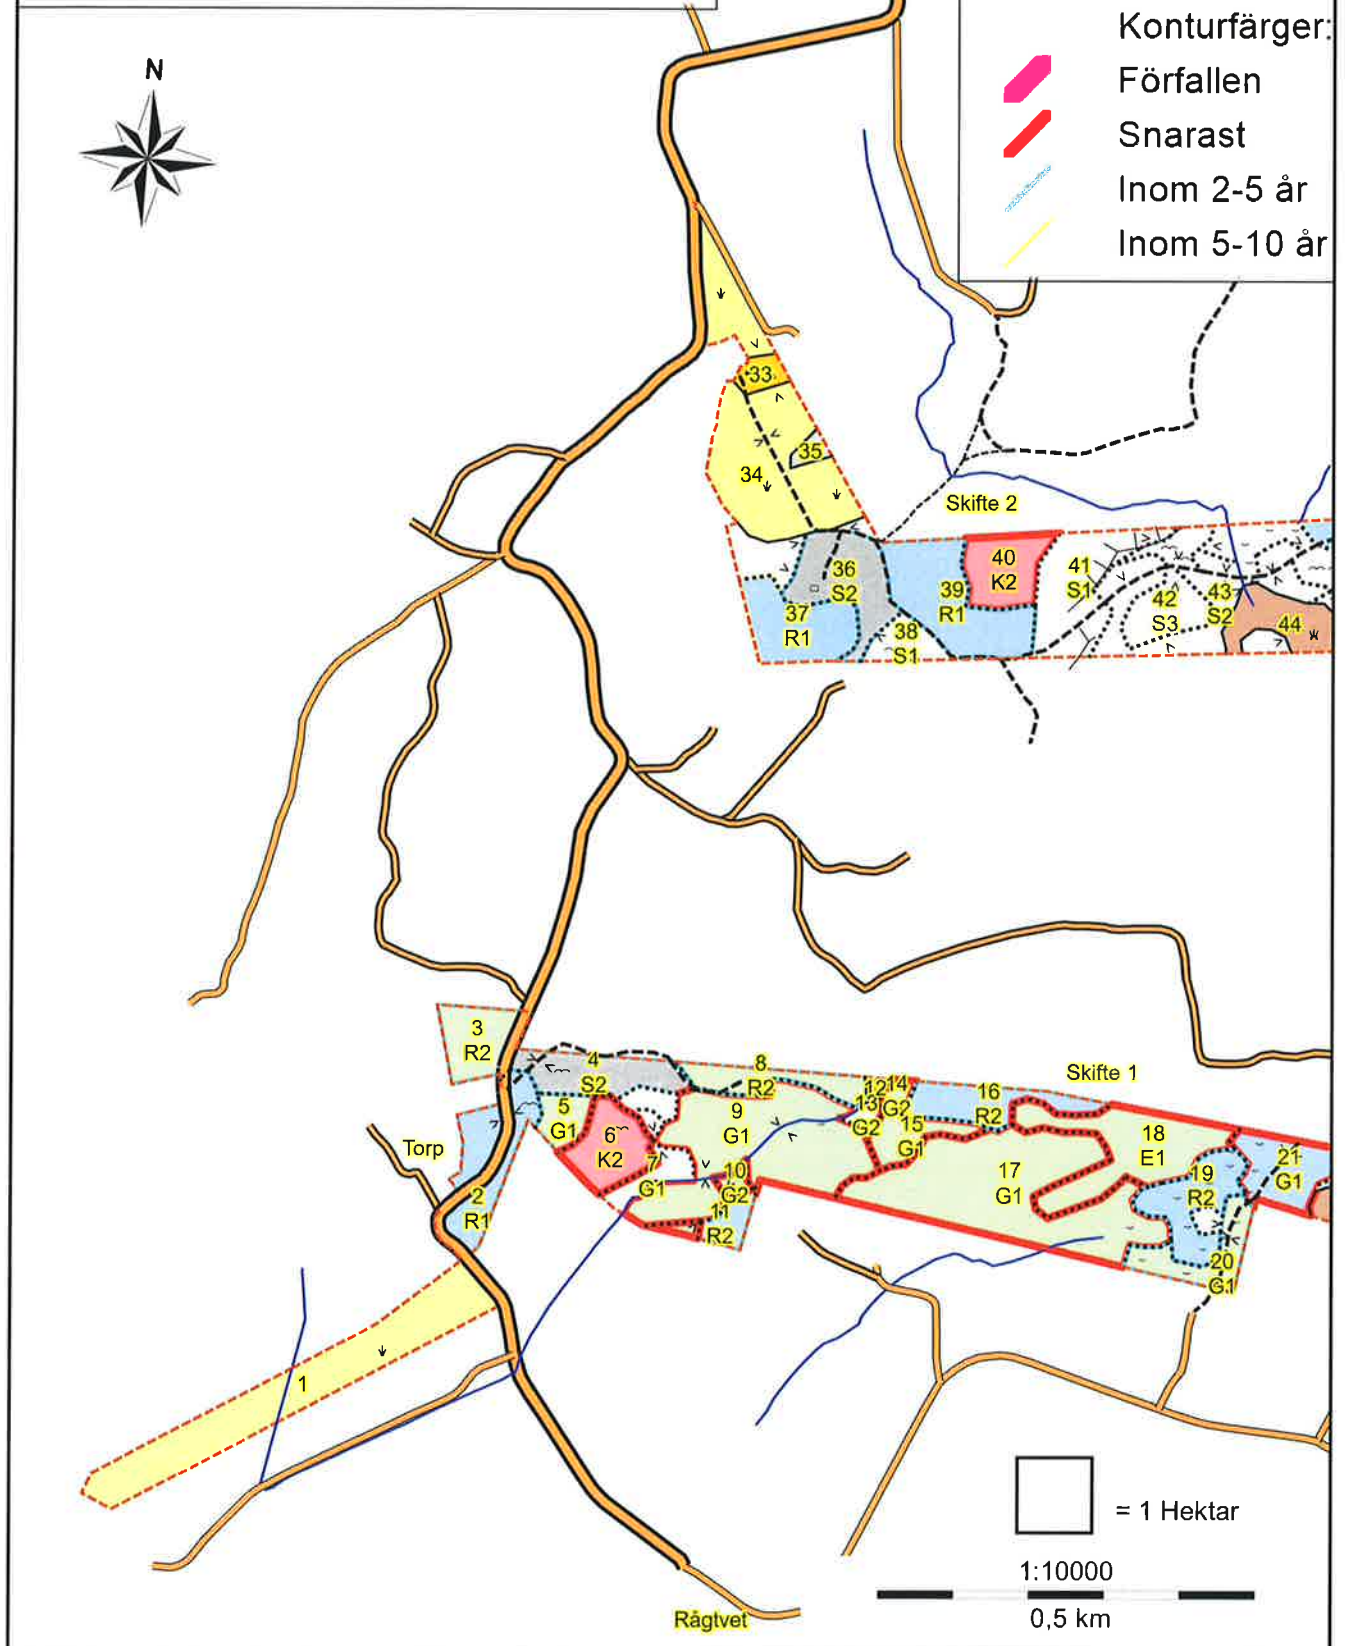 Konturfärger:
Förfallen
Snarast
Inom 2-5 år
Inom 5-10 år
N
33
35
34
Skifte 2
36
S2
37
R1
38
S1
39
R1
40
K2
41
S1
42
S3
43
S2
44
3
R2
4
S2
5
G1
6
K2
7
G1
8
R2
9
G1
10
G2
11
R2
12
13
G2
14
G2
15
G1
16
R2
Skifte 1
17
G1
18
E1
19
R2
20
G1
21
G1
Torp
2
R1
1
= 1 Hektar
1:10000
0,5 km
Rågtvet